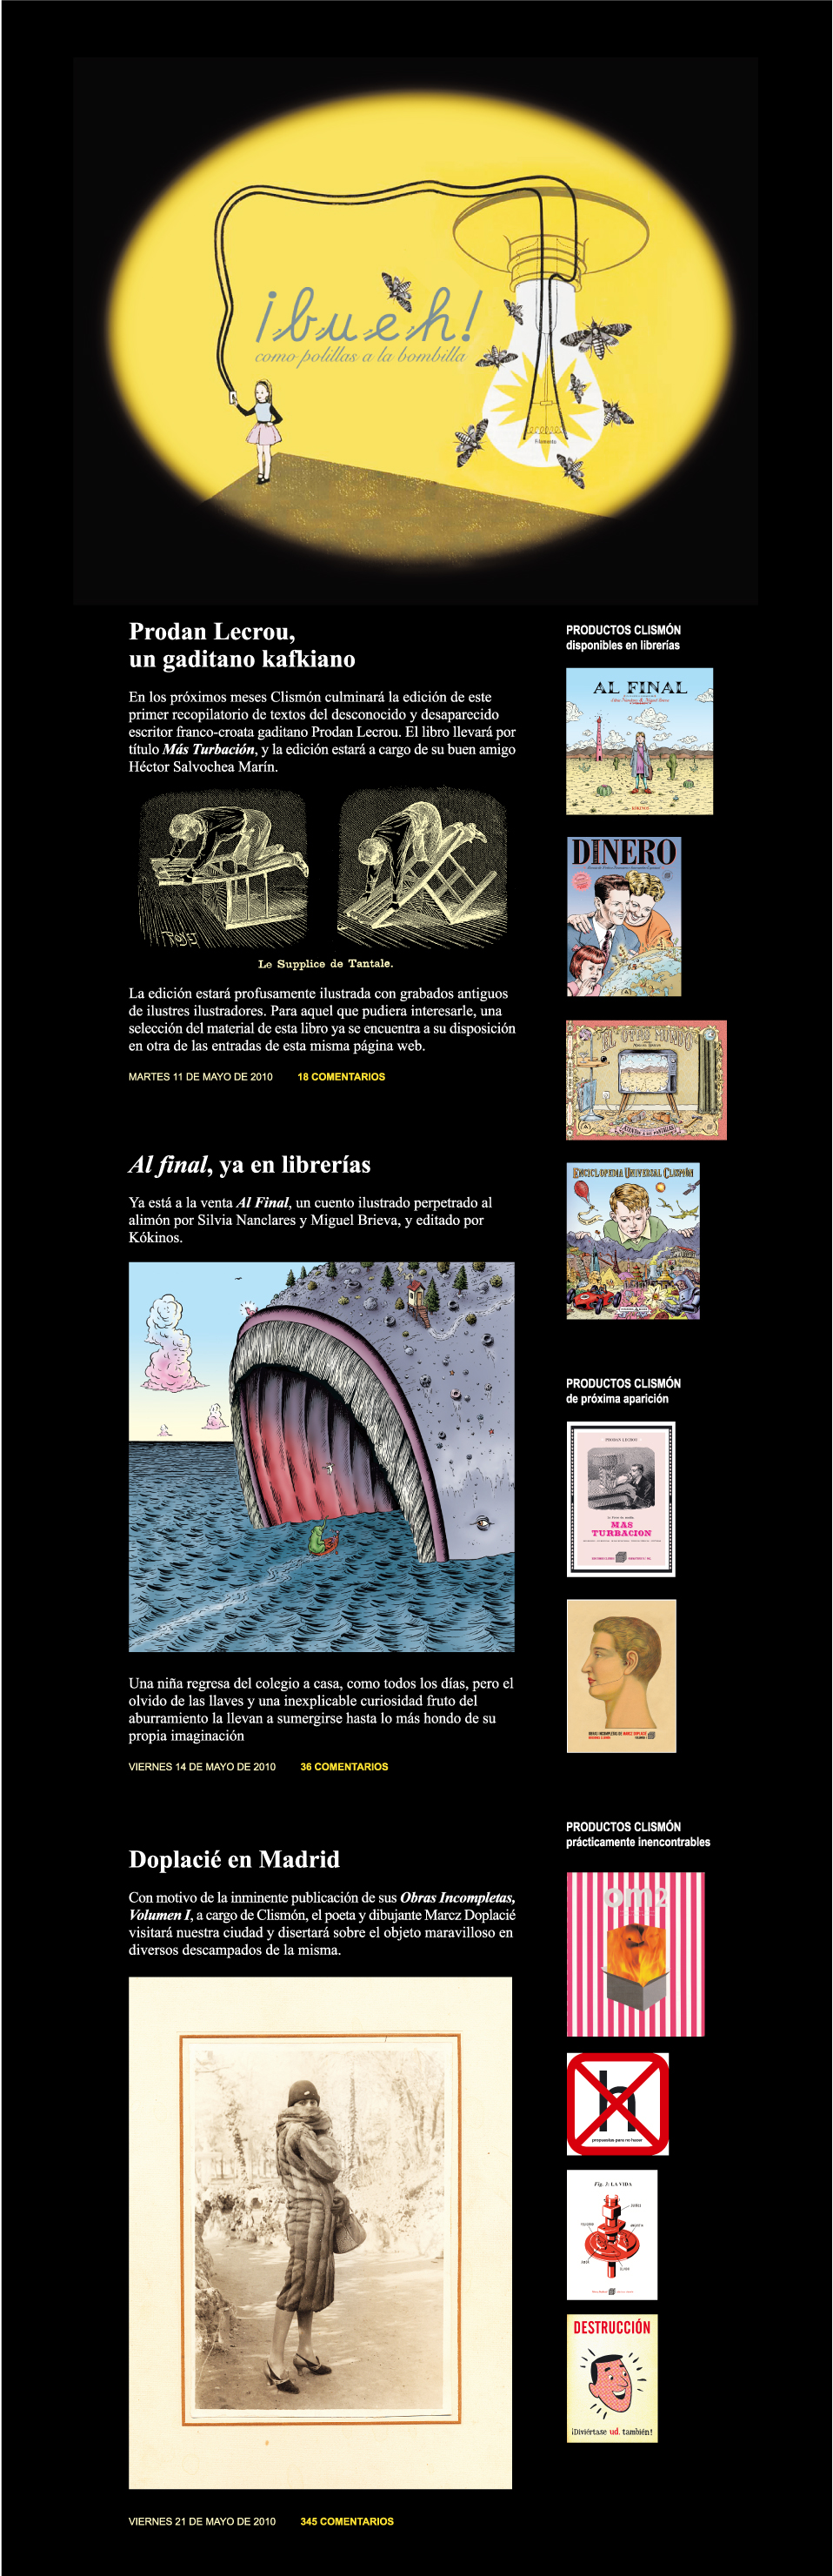 ¡bueh!
como polillas a la bombilla
Filamento
Prodan Lecrou,
un gaditano kafkiano
En los próximos meses Clismón culminará la edición de este
primer recopilatorio de textos del desconocido y desaparecido
escritor franco-croata gaditano Prodan Lecrou. El libro llevará por
título Más Turbación, y la edición estará a cargo de su buen amigo
Héctor Salvochea Marín.
Le Supplice de Tantale.
La edición estará profusamente ilustrada con grabados antiguos
de ilustres ilustradores. Para aquel que pudiera interesarle, una
selección del material de esta libro ya se encuentra a su disposición
en otra de las entradas de esta misma página web.
MARTES 11 DE MAYO DE 2010 18 COMENTARIOS
Al final, ya en librerías
Ya está a la venta Al Final, un cuento ilustrado perpetrado al
alimón por Silvia Nanclares y Miguel Brieva, y editado por
Kókinos.
Una niña regresa del colegio a casa, como todos los días, pero el
olvido de las llaves y una inexplicable curiosidad fruto del
aburramiento la llevan a sumergirse hasta lo más hondo de su
propia imaginación
VIERNES 14 DE MAYO DE 2010 36 COMENTARIOS
Doplacié en Madrid
Con motivo de la inminente publicación de sus Obras Incompletas,
Volumen I, a cargo de Clismón, el poeta y dibujante Marcz Doplacié
visitará nuestra ciudad y disertará sobre el objeto maravilloso en
diversos descampados de la misma.
VIERNES 21 DE MAYO DE 2010 345 COMENTARIOS
PRODUCTOS CLISMÓN
disponibles en librerías
AL FINAL
DINERO
EL OTRO MUNDO
ENCICLOPEDIA UNIVERSAL CLISMÓN
PRODUCTOS CLISMÓN
de próxima aparición
PRODAN LECROU
MAS
TURBACION
OBRAS INCOMPLETAS DE MARCZ DOPLACIÉ
PRODUCTOS CLISMÓN
prácticamente inencontrables
om2
h
propuestas para no hacer
Fig. 7: LA VIDA
DESTRUCCIÓN
¡Diviértase ud. también!